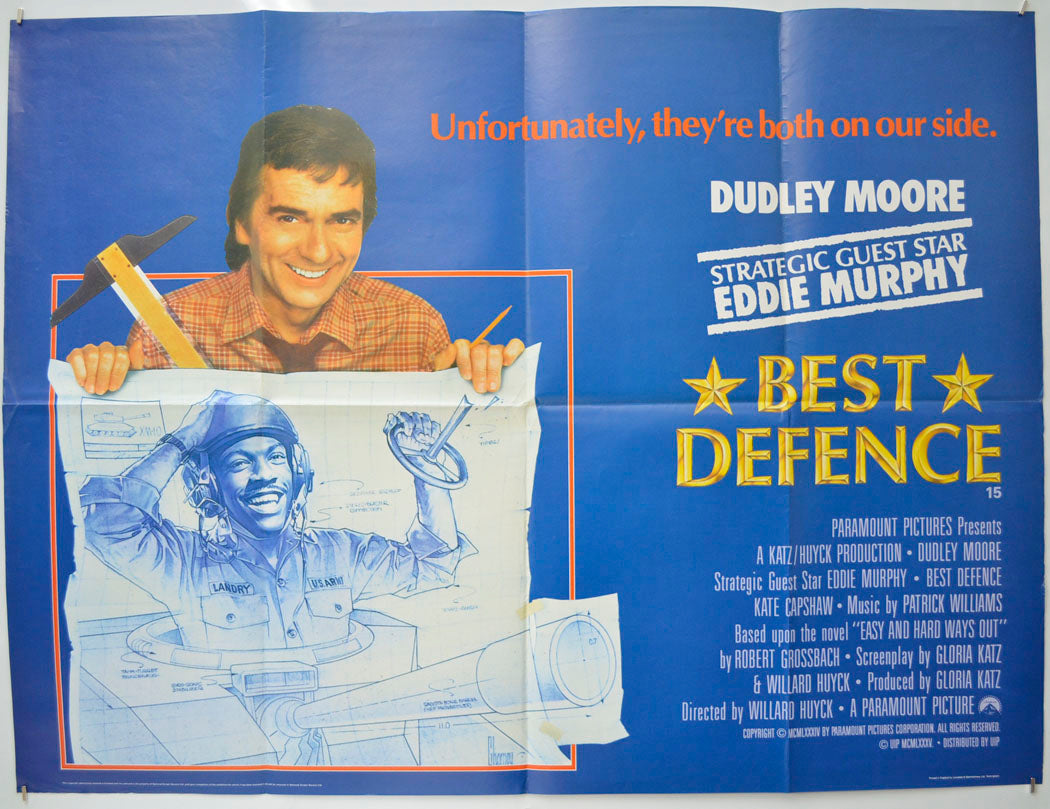 Unfortunately, they're both on our side.
DUDLEY MOORE
STRATEGIC GUEST STAR
EDDIE MURPHY
BEST
DEFENCE
15
LANDRY
U.S. ARMY
PARAMOUNT PICTURES Presents
A KATZ/HUYCK PRODUCTION • DUDLEY MOORE
Strategic Guest Star EDDIE MURPHY • BEST DEFENCE
KATE CAPSHAW • Music by PATRICK WILLIAMS
Based upon the novel "EASY AND HARD WAYS OUT"
by ROBERT GROSSBACH • Screenplay by GLORIA KATZ
& WILLARD HUYCK • Produced by GLORIA KATZ
Directed by WILLARD HUYCK • A PARAMOUNT PICTURE
COPYRIGHT © MCMLXXXIV BY PARAMOUNT PICTURES CORPORATION. ALL RIGHTS RESERVED.
© UIP MCMLXXXV. • DISTRIBUTED BY UIP